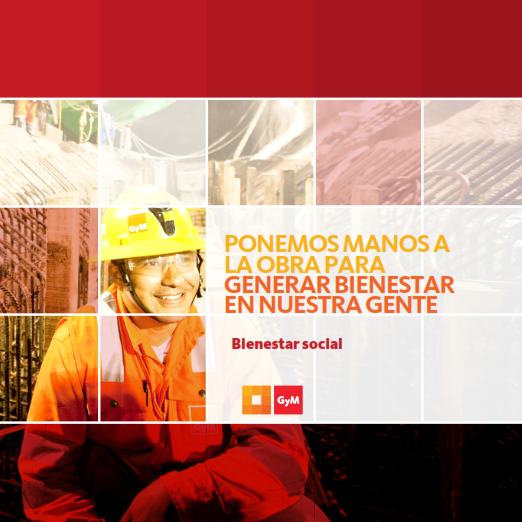 GyM
PONEMOS MANOS A
LA OBRA PARA
GENERAR BIENESTAR
EN NUESTRA GENTE
BIenestar social
GyM